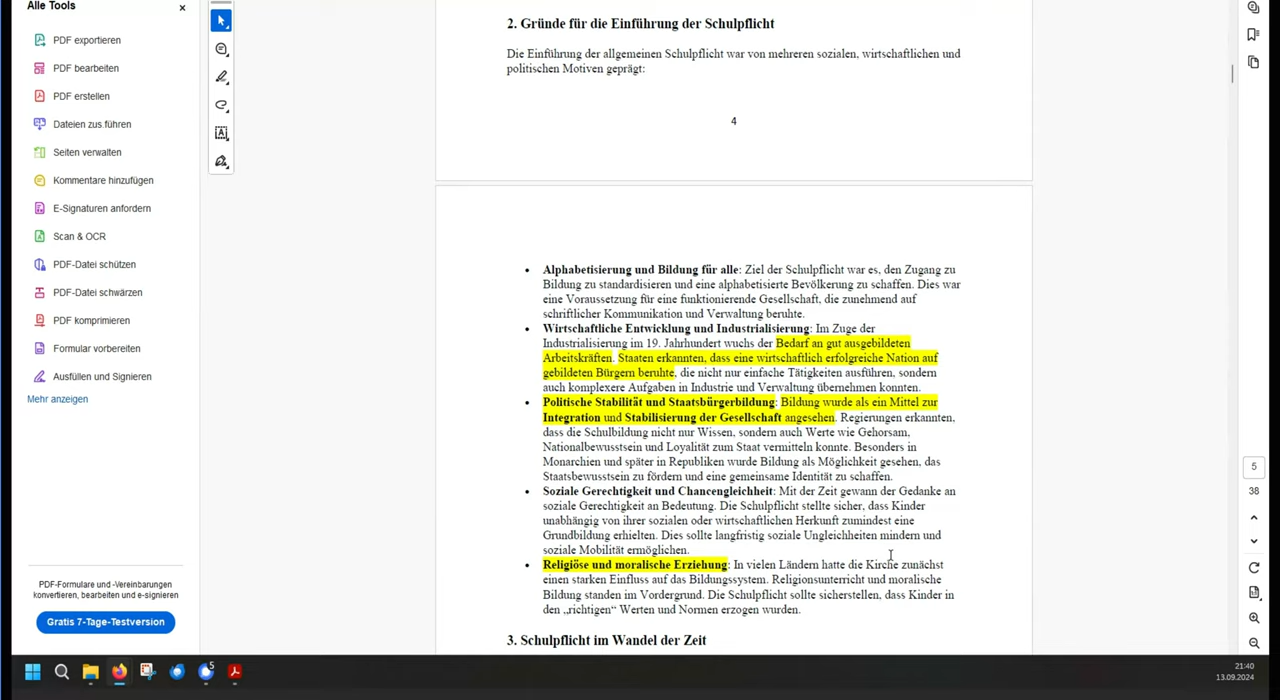 Alle Tools
×
PDF exportieren
PDF bearbeiten
PDF erstellen
Dateien zus.führen
Seiten verwalten
Kommentare hinzufügen
E-Signaturen anfordern
Scan & OCR
PDF-Datei schützen
PDF-Datei schwärzen
PDF komprimieren
Formular vorbereiten
Ausfüllen und Signieren
Mehr anzeigen
PDF-Formulare und -Vereinbarungen
konvertieren, bearbeiten und e-signieren
Gratis 7-Tage-Testversion
2. Gründe für die Einführung der Schulpflicht
Die Einführung der allgemeinen Schulpflicht war von mehreren sozialen, wirtschaftlichen und
politischen Motiven geprägt:
4
• Alphabetisierung und Bildung für alle: Ziel der Schulpflicht war es, den Zugang zu
Bildung zu standardisieren und eine alphabetisierte Bevölkerung zu schaffen. Dies war
eine Voraussetzung für eine funktionierende Gesellschaft, die zunehmend auf
schriftlicher Kommunikation und Verwaltung beruhte.
• Wirtschaftliche Entwicklung und Industrialisierung: Im Zuge der
Industrialisierung im 19. Jahrhundert wuchs der Bedarf an gut ausgebildeten
Arbeitskräften. Staaten erkannten, dass eine wirtschaftlich erfolgreiche Nation auf
gebildeten Bürgern beruhte, die nicht nur einfache Tätigkeiten ausführen, sondern
auch komplexere Aufgaben in Industrie und Verwaltung übernehmen konnten.
• Politische Stabilität und Staatsbürgerbildung: Bildung wurde als ein Mittel zur
Integration und Stabilisierung der Gesellschaft angesehen. Regierungen erkannten,
dass die Schulbildung nicht nur Wissen, sondern auch Werte wie Gehorsam,
Nationalbewusstsein und Loyalität zum Staat vermitteln konnte. Besonders in
Monarchien und später in Republiken wurde Bildung als Möglichkeit gesehen, das
Staatsbewusstsein zu fördern und eine gemeinsame Identität zu schaffen.
• Soziale Gerechtigkeit und Chancengleichheit: Mit der Zeit gewann der Gedanke an
soziale Gerechtigkeit an Bedeutung. Die Schulpflicht stellte sicher, dass Kinder
unabhängig von ihrer sozialen oder wirtschaftlichen Herkunft zumindest eine
Grundbildung erhielten. Dies sollte langfristig soziale Ungleichheiten mindern und
soziale Mobilität ermöglichen.
• Religiöse und moralische Erziehung: In vielen Ländern hatte die Kirche zunächst
einen starken Einfluss auf das Bildungssystem. Religionsunterricht und moralische
Bildung standen im Vordergrund. Die Schulpflicht sollte sicherstellen, dass Kinder in
den „richtigen“ Werten und Normen erzogen wurden.
3. Schulpflicht im Wandel der Zeit
5
38
5
21:40
13.09.2024